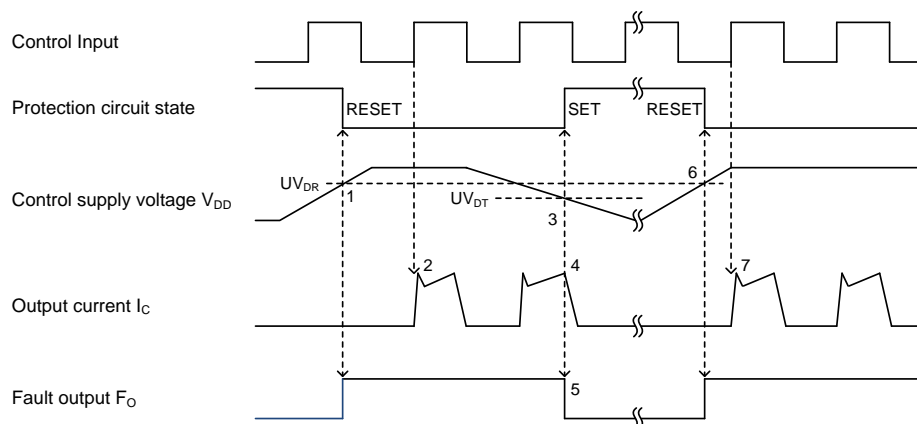 Control Input
Protection circuit state
RESET
SET
RESET
UVDR
1
6
Control supply voltage VDD
UVDT
3
2
4
7
Output current IC
5
Fault output FO